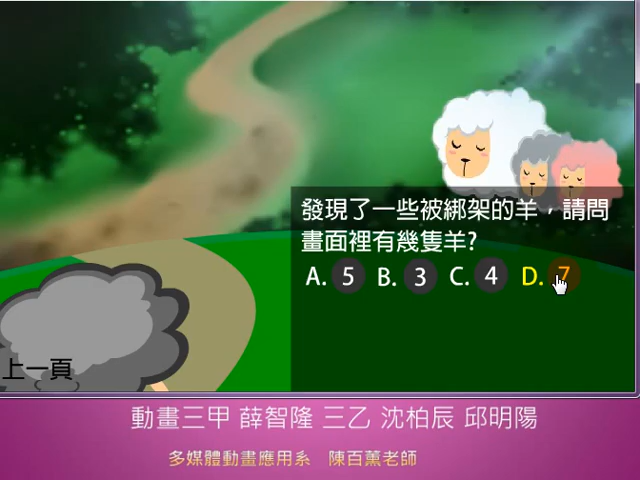 發現了一些被綁架的羊，請問
畫面裡有幾隻羊?
A. 5 B. 3 C. 4 D. 7
上一頁
動畫三甲 薛智隆 三乙 沈柏辰 邱明陽
多媒體動畫應用系 陳百薰老師